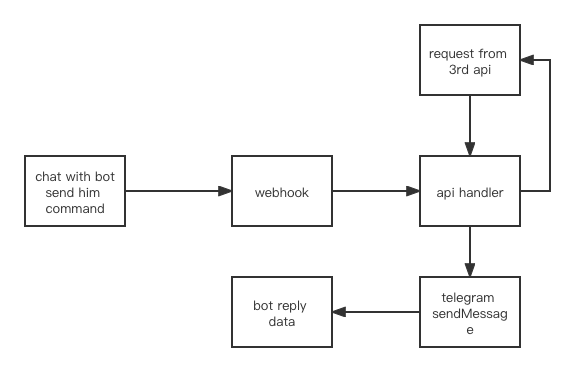 request from
3rd api
chat with bot
send him
command
webhook
api handler
bot reply
data
telegram
sendMessag
e